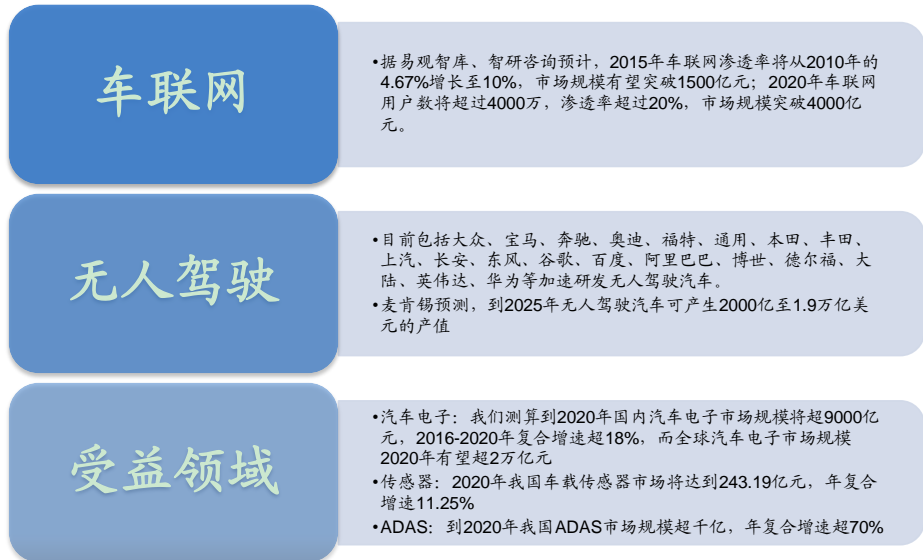 车联网
•据易观智库、智研咨询预计，2015年车联网渗透率将从2010年的
4.67%增长至10%，市场规模有望突破1500亿元；2020年车联网
用户数将超过4000万，渗透率超过20%，市场规模突破4000亿
元。
无人驾驶
•目前包括大众、宝马、奔驰、奥迪、福特、通用、本田、丰田、
上汽、长安、东风、谷歌、百度、阿里巴巴、博世、德尔福、大
陆、英伟达、华为等加速研发无人驾驶汽车。
•麦肯锡预测，到2025年无人驾驶汽车可产生2000亿至1.9万亿美
元的产值
受益领域
•汽车电子：我们测算到2020年国内汽车电子市场规模将超9000亿
元，2016-2020年复合增速超18%，而全球汽车电子市场规模
2020年有望超2万亿元
•传感器：2020年我国车载传感器市场将达到243.19亿元，年复合
增速11.25%
•ADAS：到2020年我国ADAS市场规模超千亿，年复合增速超70%